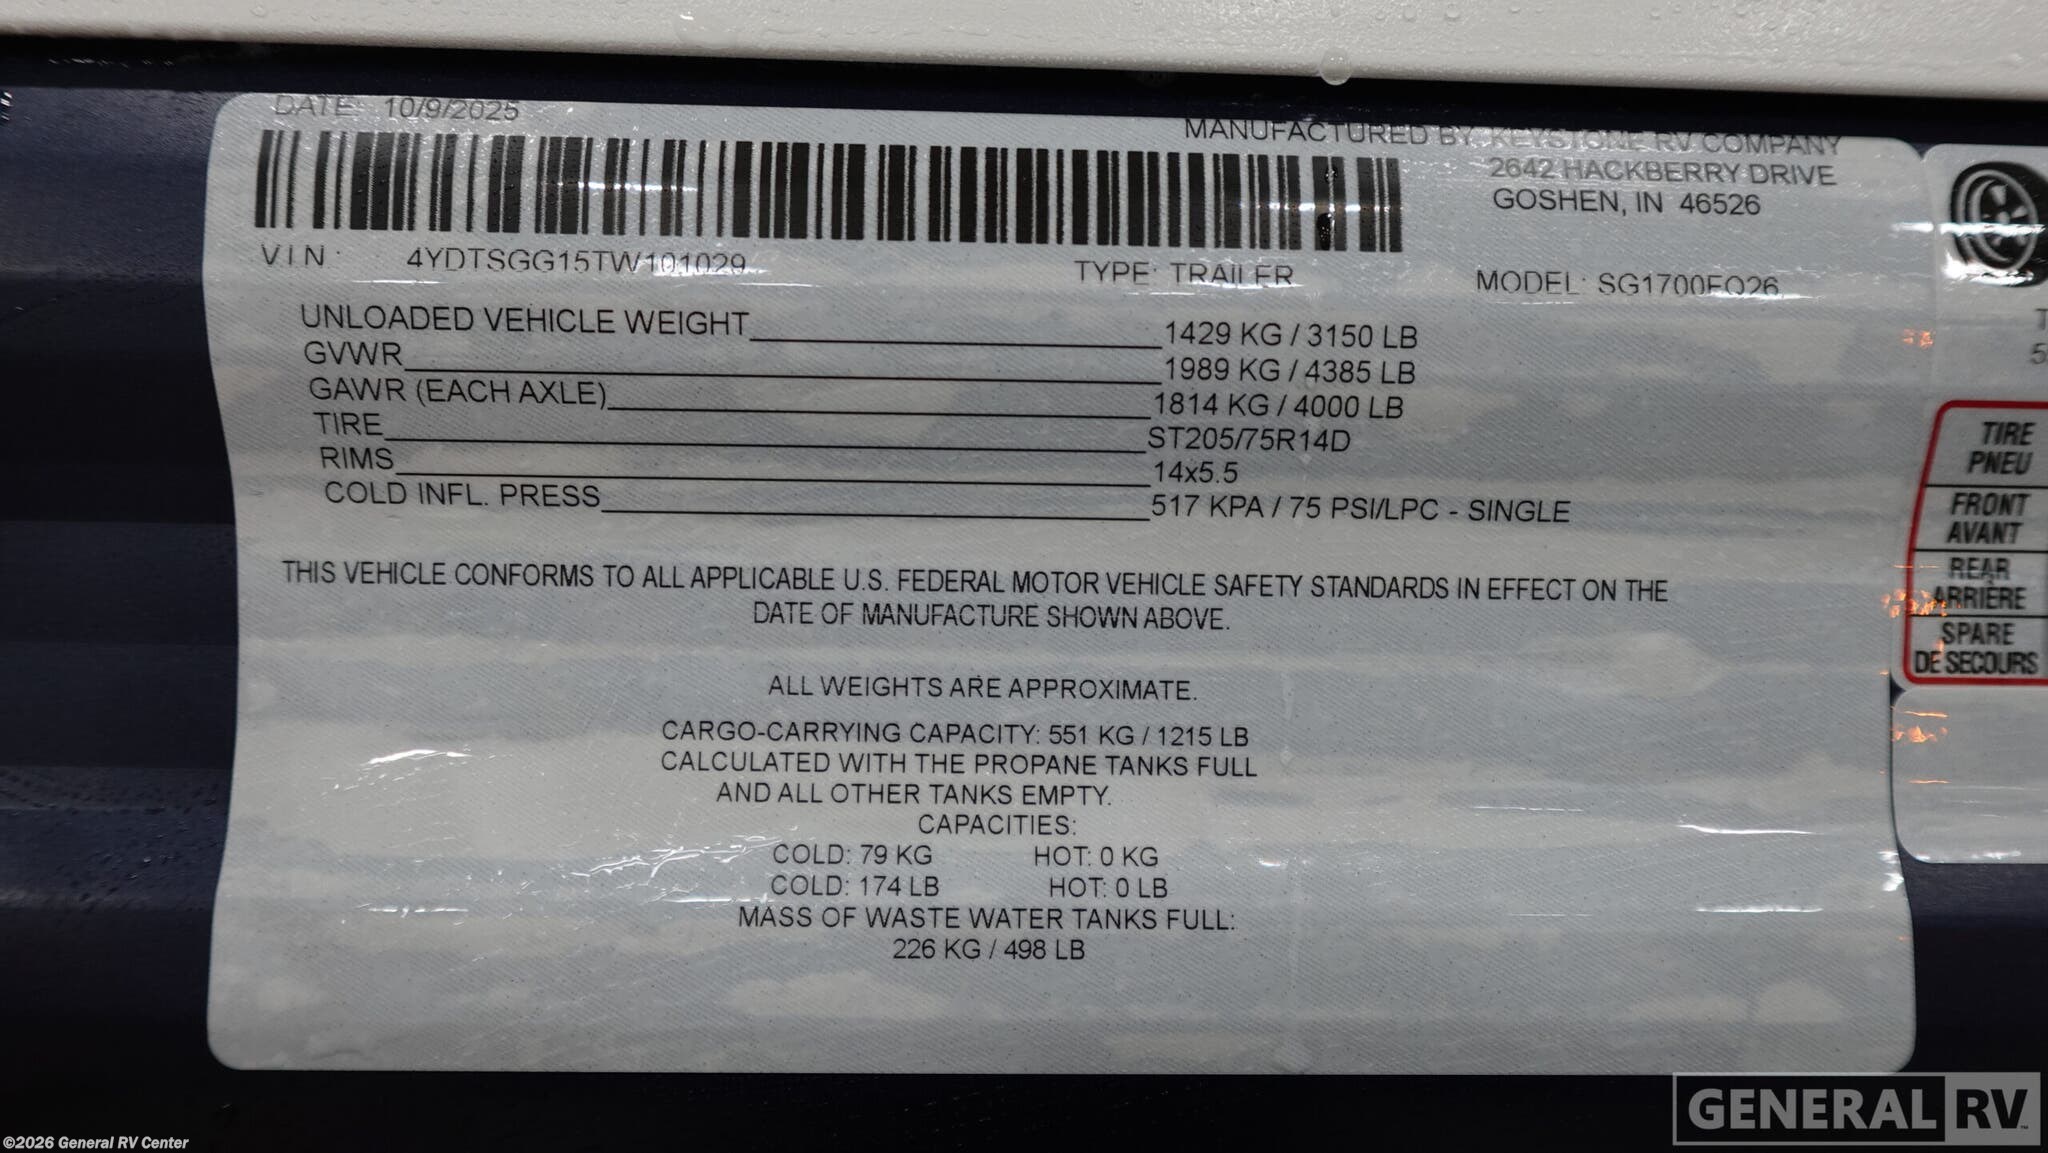 DATE: 10/9/2025
MANUFACTURED BY: KEYSTONE RV COMPANY
2642 HACKBERRY DRIVE
GOSHEN, IN 46526
V.I.N.: 4YDTSGG15TW101029
TYPE: TRAILER
MODEL: SG1700FQ26
UNLOADED VEHICLE WEIGHT 1429 KG / 3150 LB
GVWR 1989 KG / 4385 LB
GAWR (EACH AXLE) 1814 KG / 4000 LB
TIRE ST205/75R14D
RIMS 14x5.5
COLD INFL. PRESS 517 KPA / 75 PSI/LPC - SINGLE
THIS VEHICLE CONFORMS TO ALL APPLICABLE U.S. FEDERAL MOTOR VEHICLE SAFETY STANDARDS IN EFFECT ON THE
DATE OF MANUFACTURE SHOWN ABOVE.
ALL WEIGHTS ARE APPROXIMATE.
CARGO-CARRYING CAPACITY: 551 KG / 1215 LB
CALCULATED WITH THE PROPANE TANKS FULL
AND ALL OTHER TANKS EMPTY.
CAPACITIES:
COLD: 79 KG HOT: 0 KG
COLD: 174 LB HOT: 0 LB
MASS OF WASTE WATER TANKS FULL:
226 KG / 498 LB
TIRE
PNEU
FRONT
AVANT
REAR
ARRIÈRE
SPARE
DE SECOURS
GENERAL RV
©2026 General RV Center